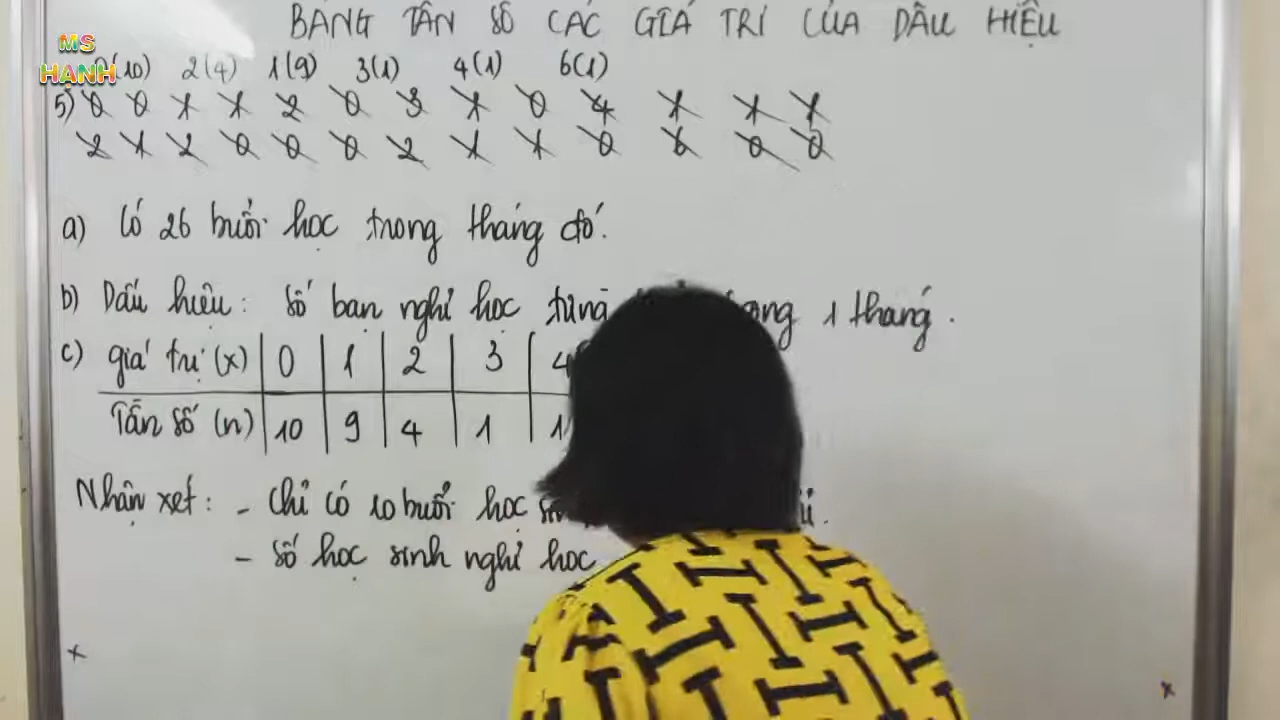 BẢNG TẦN SỐ CÁC GIÁ TRỊ CỦA DẤU HIỆU
MS HẠNH
(10) 2(4) 1(9) 3(1) 4(1) 6(1)
5) 0 0 1 1 2 0 3 1 0 4 1 1 1
2 1 2 0 0 0 2 1 1 0 6 0 0
a) Có 26 buổi học trong tháng đó.
b) Dấu hiệu: Số bạn nghỉ học từng 1 tháng.
c) giá trị (x) 0 1 2 3 4
Tần số (n) 10 9 4 1 1
Nhận xét: - Chỉ có 10 buổi học
- Số học sinh nghỉ học